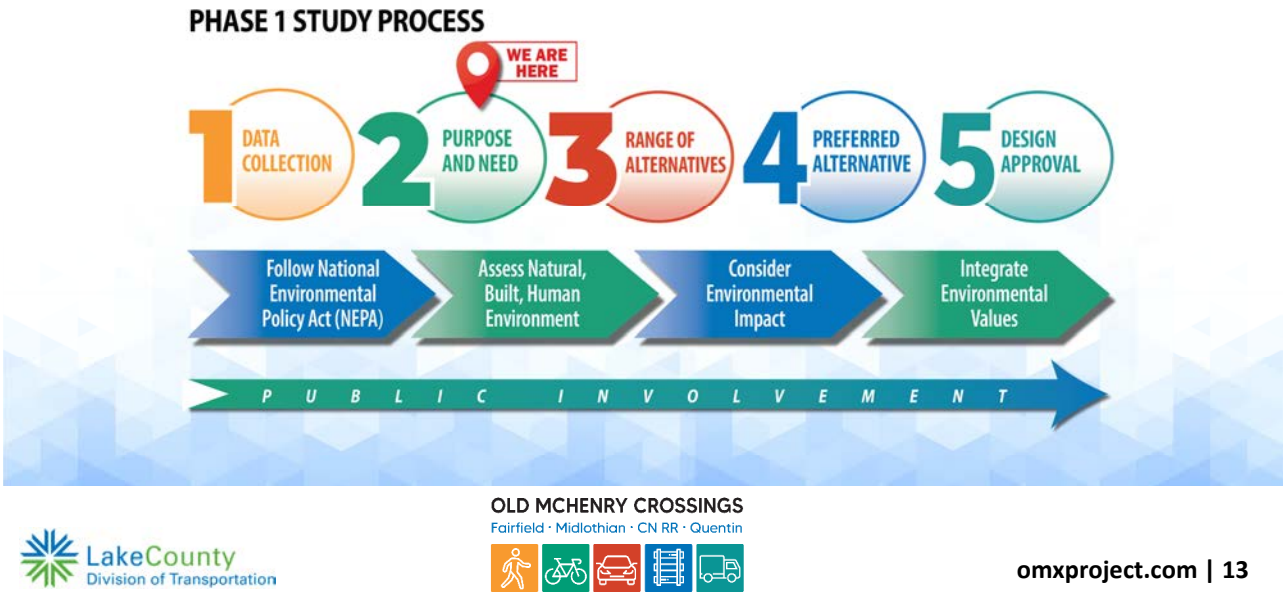 PHASE 1 STUDY PROCESS
WE ARE
HERE
1 DATA
COLLECTION
2 PURPOSE
AND NEED
3 RANGE OF
ALTERNATIVES
4 PREFERRED
ALTERNATIVE
5 DESIGN
APPROVAL
Follow National
Environmental
Policy Act (NEPA)
Assess Natural,
Built, Human
Environment
Consider
Environmental
Impact
Integrate
Environmental
Values
PUBLIC INVOLVEMENT
LakeCounty
Division of Transportation
OLD MCHENRY CROSSINGS
Fairfield · Midlothian · CN RR · Quentin
omxproject.com | 13